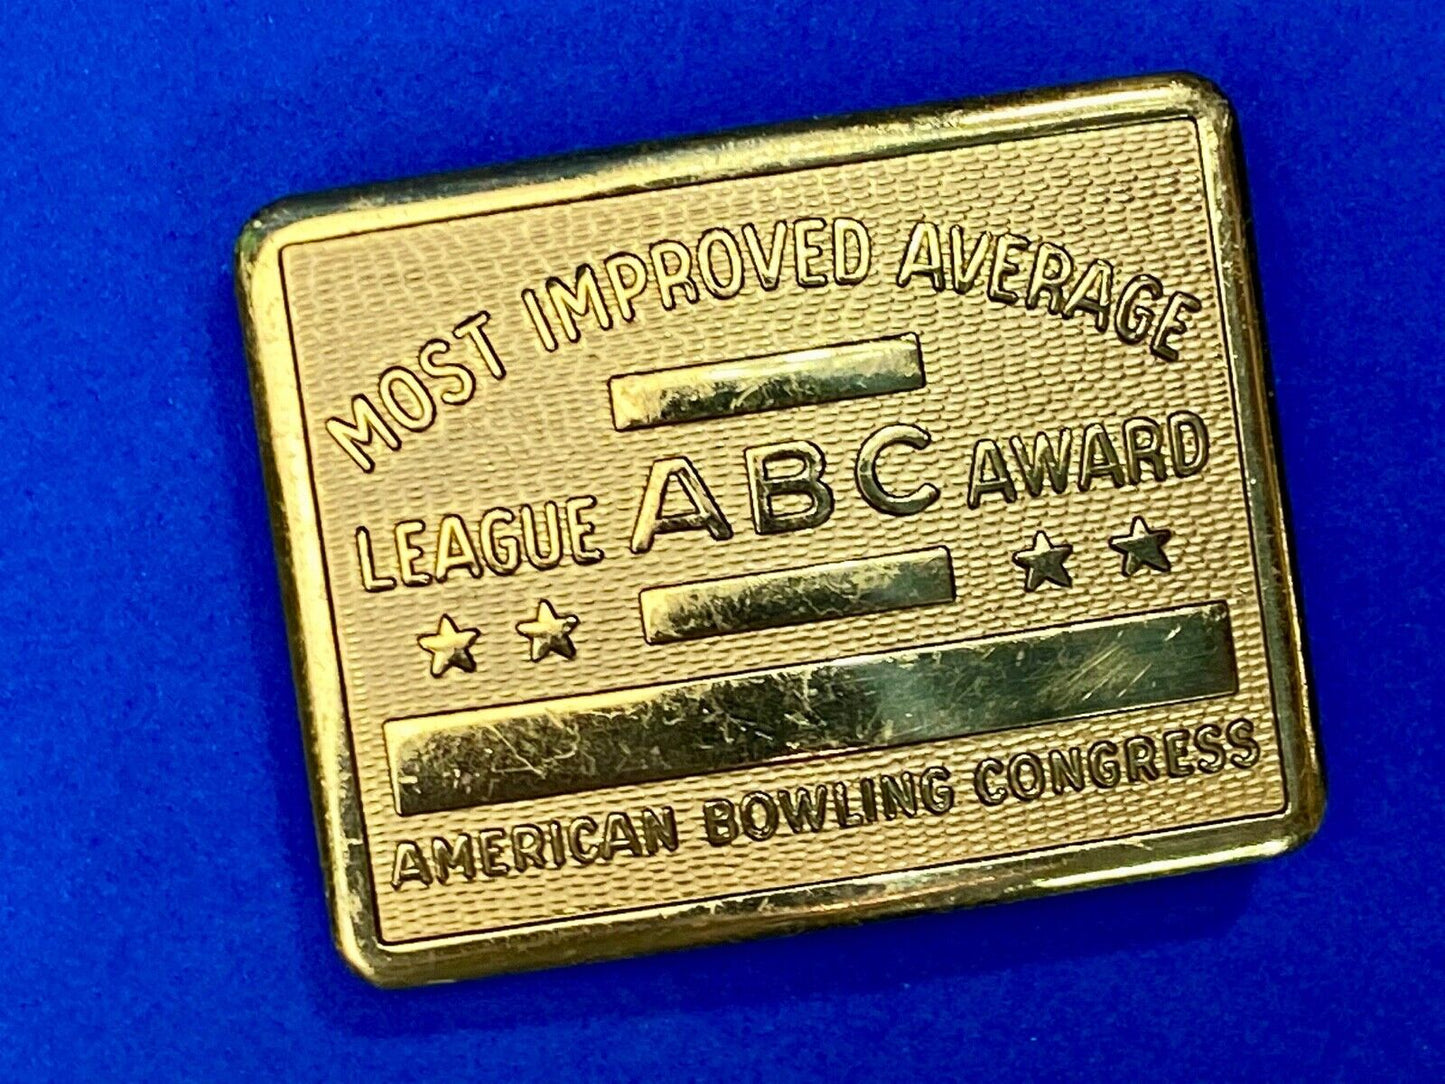 MOST IMPROVED AVERAGE
LEAGUE ABC AWARD
AMERICAN BOWLING CONGRESS